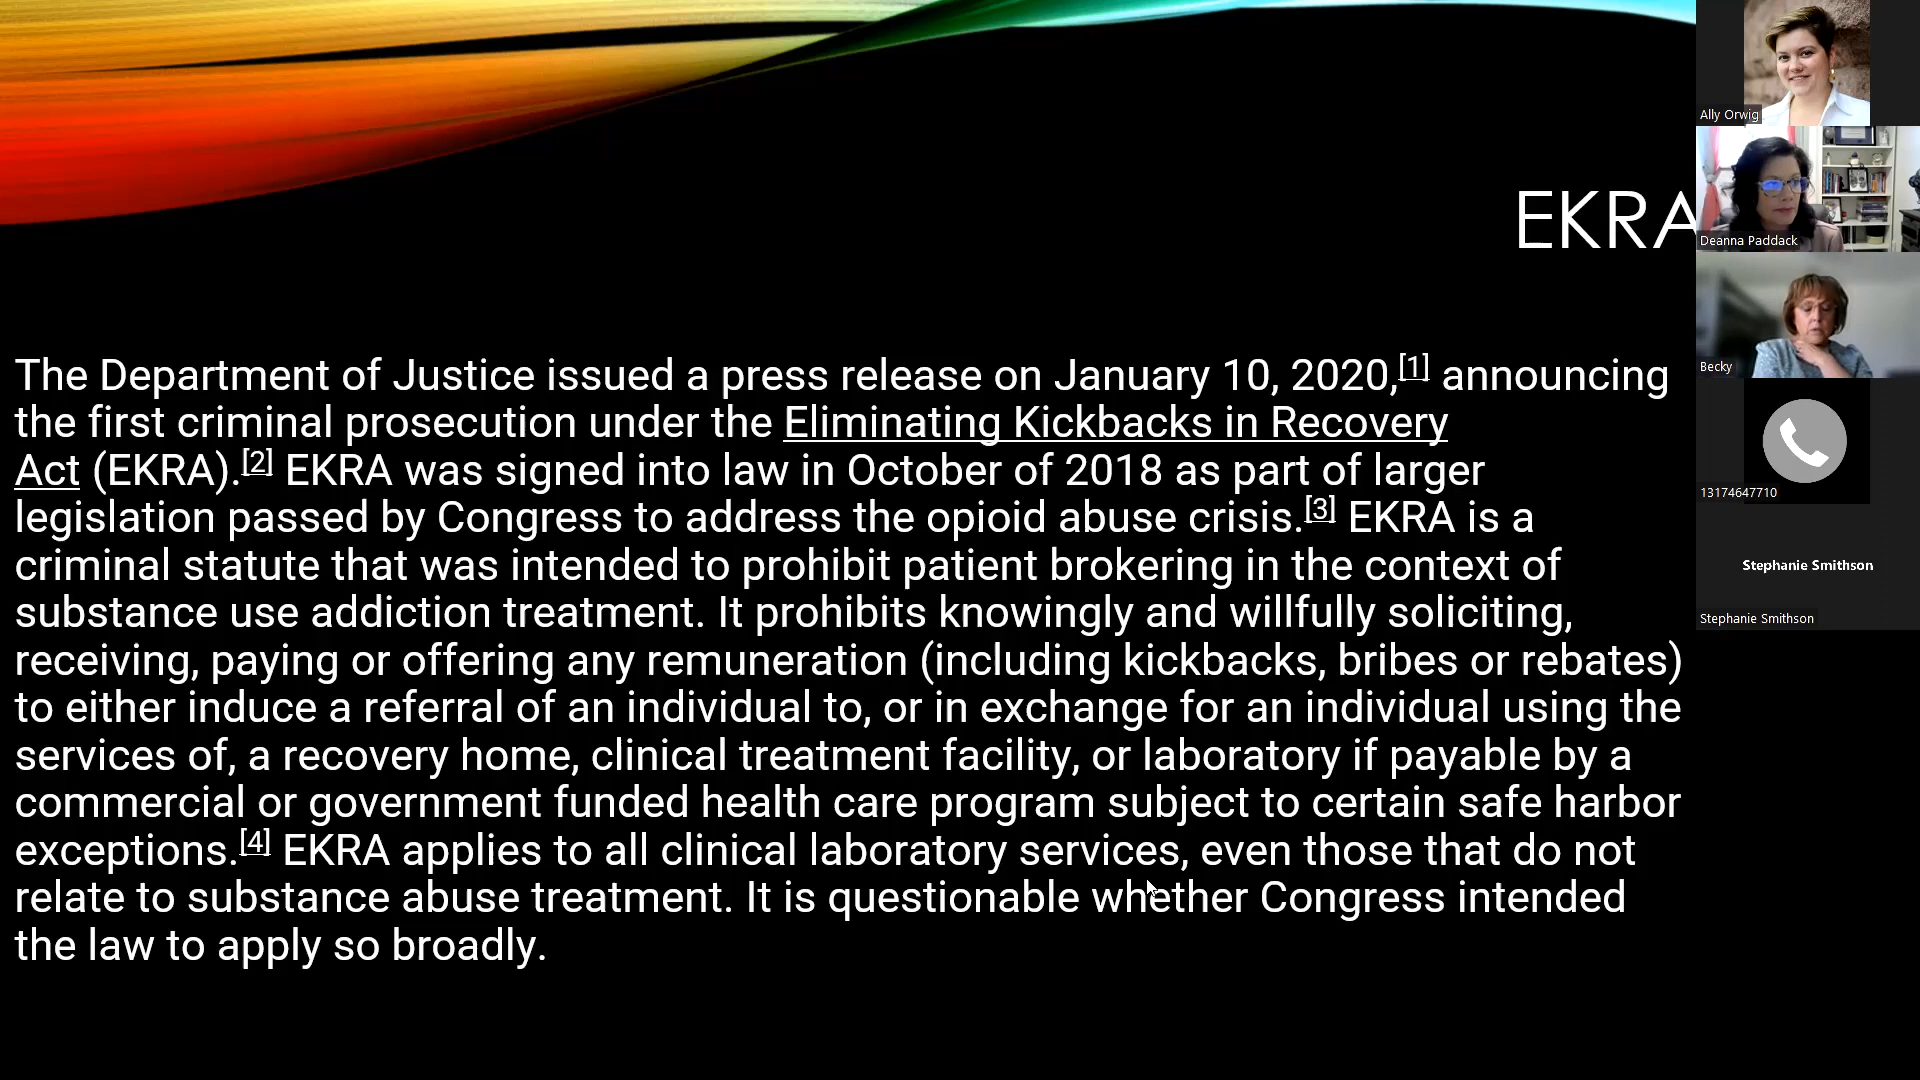 EKRA
The Department of Justice issued a press release on January 10, 2020,[1] announcing
the first criminal prosecution under the Eliminating Kickbacks in Recovery
Act (EKRA).[2] EKRA was signed into law in October of 2018 as part of larger
legislation passed by Congress to address the opioid abuse crisis.[3] EKRA is a
criminal statute that was intended to prohibit patient brokering in the context of
substance use addiction treatment. It prohibits knowingly and willfully soliciting,
receiving, paying or offering any remuneration (including kickbacks, bribes or rebates)
to either induce a referral of an individual to, or in exchange for an individual using the
services of, a recovery home, clinical treatment facility, or laboratory if payable by a
commercial or government funded health care program subject to certain safe harbor
exceptions.[4] EKRA applies to all clinical laboratory services, even those that do not
relate to substance abuse treatment. It is questionable whether Congress intended
the law to apply so broadly.
Ally Orwig
Deanna Paddack
Becky
13174647710
Stephanie Smithson
Stephanie Smithson